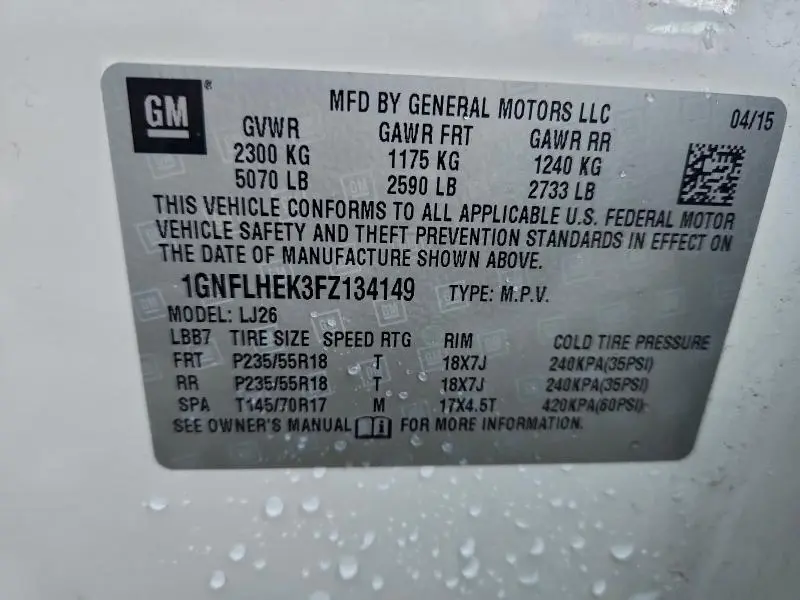 GM ®
MFD BY GENERAL MOTORS LLC 04/15
GVWR GAWR FRT GAWR RR
2300 KG 1175 KG 1240 KG
5070 LB 2590 LB 2733 LB
THIS VEHICLE CONFORMS TO ALL APPLICABLE U.S. FEDERAL MOTOR
VEHICLE SAFETY AND THEFT PREVENTION STANDARDS IN EFFECT ON
THE DATE OF MANUFACTURE SHOWN ABOVE.
1GNFLHEK3FZ134149 TYPE: M.P.V.
MODEL: LJ26
LBB7 TIRE SIZE SPEED RTG RIM COLD TIRE PRESSURE
FRT P235/55R18 T 18X7J 240KPA(35PSI)
RR P235/55R18 T 18X7J 240KPA(35PSI)
SPA T145/70R17 M 17X4.5T 420KPA(60PSI)
SEE OWNER'S MANUAL i FOR MORE INFORMATION.